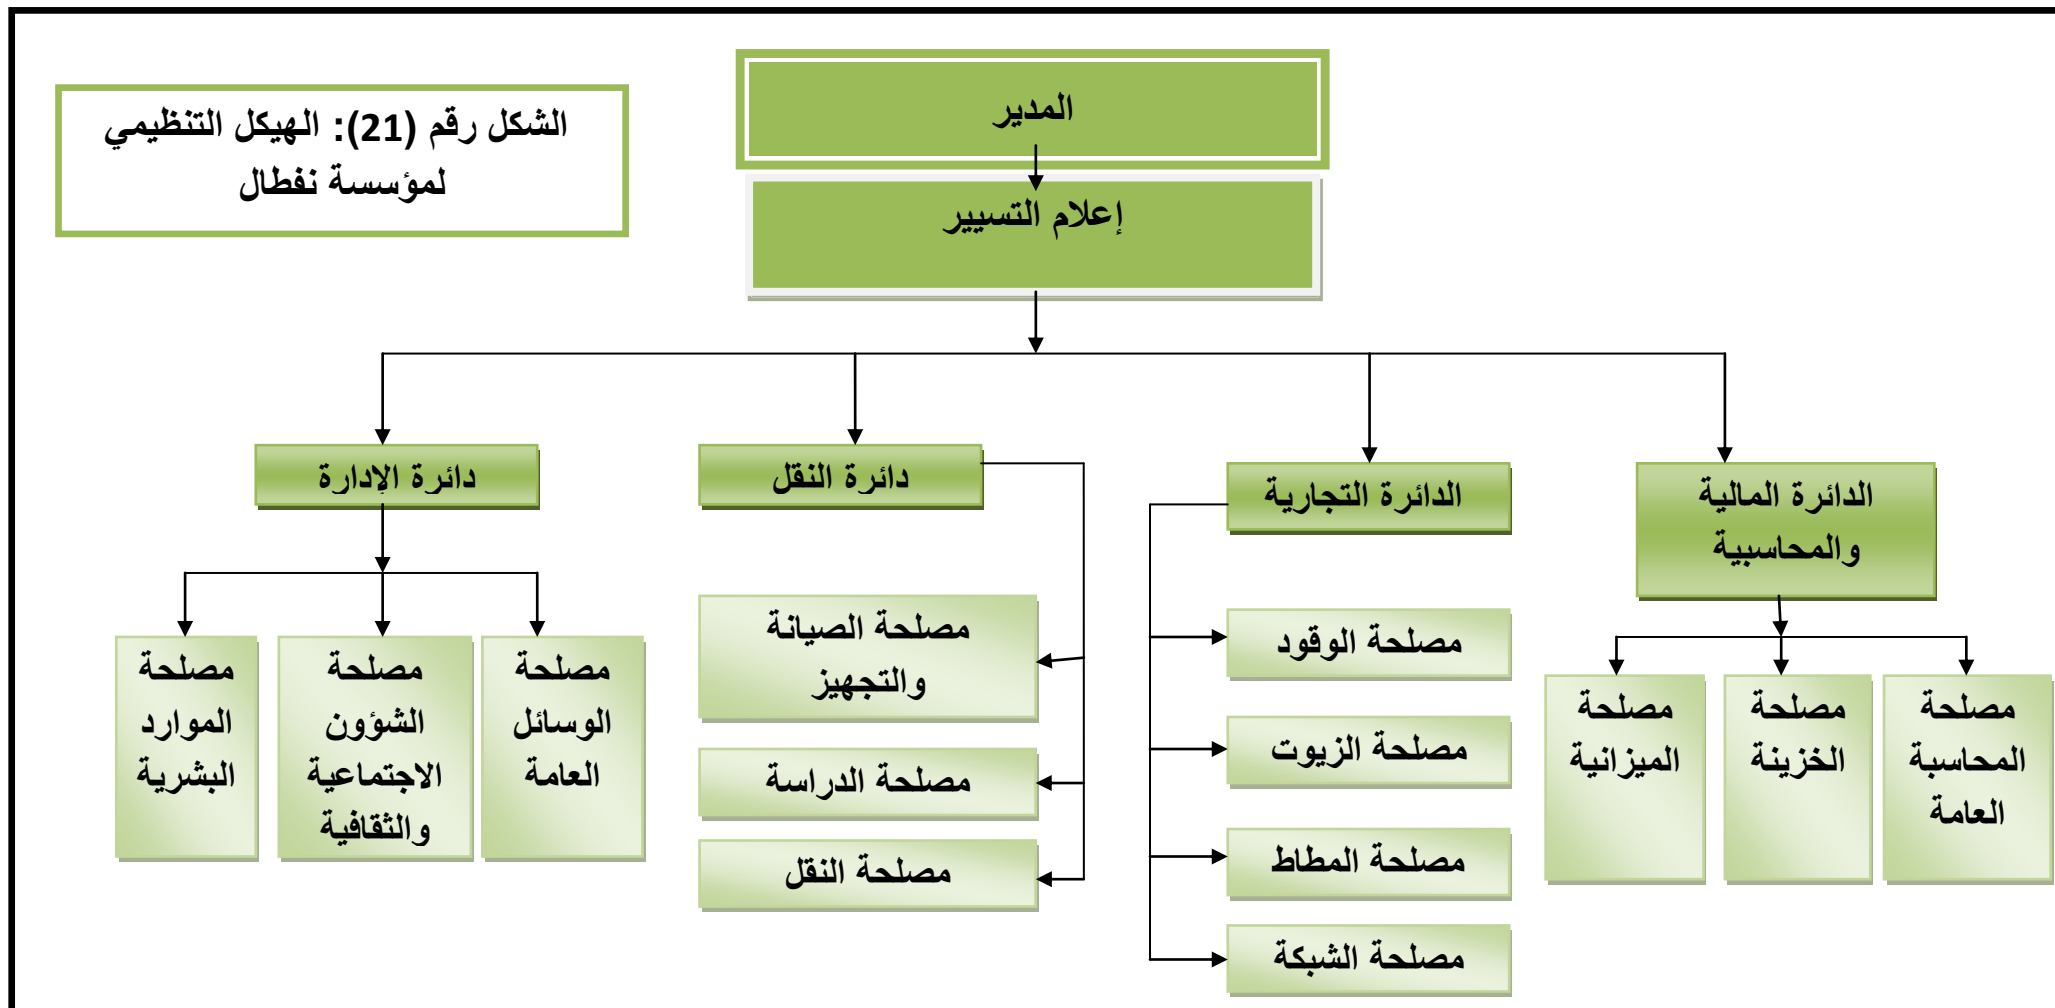 الشكل رقم (21): الهيكل التنظيمي
لمؤسسة نفطال
المدير
إعلام التسيير
الدائرة المالية
والمحاسبية
الدائرة التجارية
دائرة النقل
دائرة الإدارة
مصلحة
المحاسبة
العامة
مصلحة
الخزينة
مصلحة
الميزانية
مصلحة الوقود
مصلحة الزيوت
مصلحة المطاط
مصلحة الشبكة
مصلحة الصيانة
والتجهيز
مصلحة الدراسة
مصلحة النقل
مصلحة
الوسائل
العامة
مصلحة
الشؤون
الاجتماعية
والثقافية
مصلحة
الموارد
البشرية